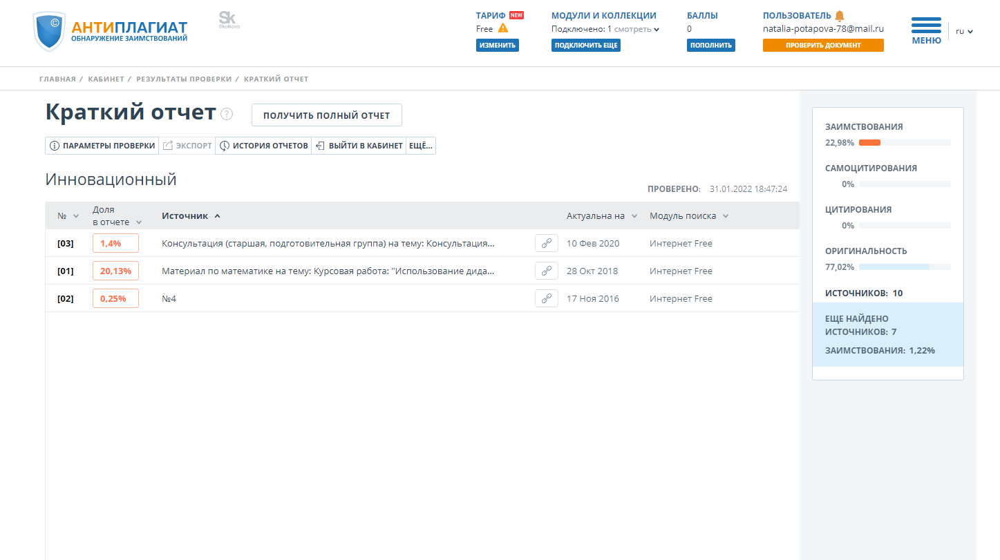 ©
АНТИПЛАГИАТ
ОБНАРУЖЕНИЕ ЗАИМСТВОВАНИЙ
Sk
Skolkovo
ТАРИФ NEW
Free
ИЗМЕНИТЬ
МОДУЛИ И КОЛЛЕКЦИИ
Подключено: 1 смотреть
ПОДКЛЮЧИТЬ ЕЩЕ
БАЛЛЫ
0
ПОПОЛНИТЬ
ПОЛЬЗОВАТЕЛЬ
natalia-potapova-78@mail.ru
ПРОВЕРИТЬ ДОКУМЕНТ
МЕНЮ
ru
ГЛАВНАЯ / КАБИНЕТ / РЕЗУЛЬТАТЫ ПРОВЕРКИ / КРАТКИЙ ОТЧЕТ
Краткий отчет ? ПОЛУЧИТЬ ПОЛНЫЙ ОТЧЕТ
ПАРАМЕТРЫ ПРОВЕРКИ ЭКСПОРТ ИСТОРИЯ ОТЧЕТОВ ВЫЙТИ В КАБИНЕТ ЕЩЁ...
Инновационный
ПРОВЕРЕНО: 31.01.2022 18:47:24
№ Доля в отчете Источник Актуальна на Модуль поиска
[03] 1,4% Консультация (старшая, подготовительная группа) на тему: Консультация... 10 Фев 2020 Интернет Free
[01] 20,13% Материал по математике на тему: Курсовая работа: "Использование дида... 28 Окт 2018 Интернет Free
[02] 0,25% №4 17 Ноя 2016 Интернет Free
ЗАИМСТВОВАНИЯ
22,98%
САМОЦИТИРОВАНИЯ
0%
ЦИТИРОВАНИЯ
0%
ОРИГИНАЛЬНОСТЬ
77,02%
ИСТОЧНИКОВ: 10
ЕЩЕ НАЙДЕНО
ИСТОЧНИКОВ: 7
ЗАИМСТВОВАНИЯ: 1,22%